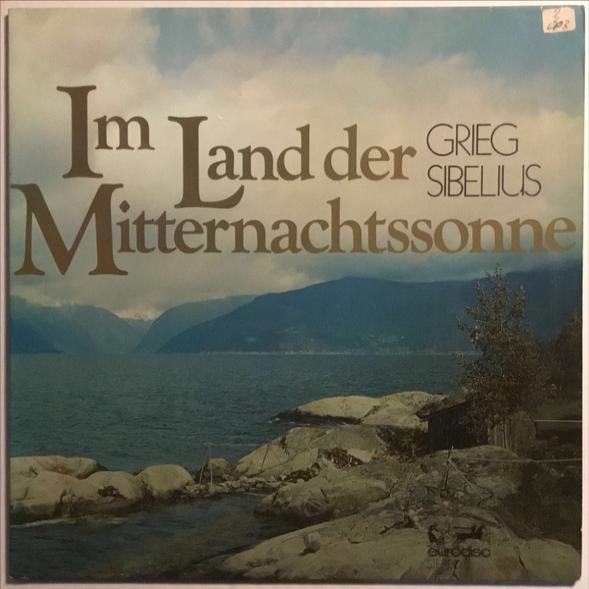 Im Land der
Mitternachtssonne
GRIEG
SIBELIUS
eurodisc